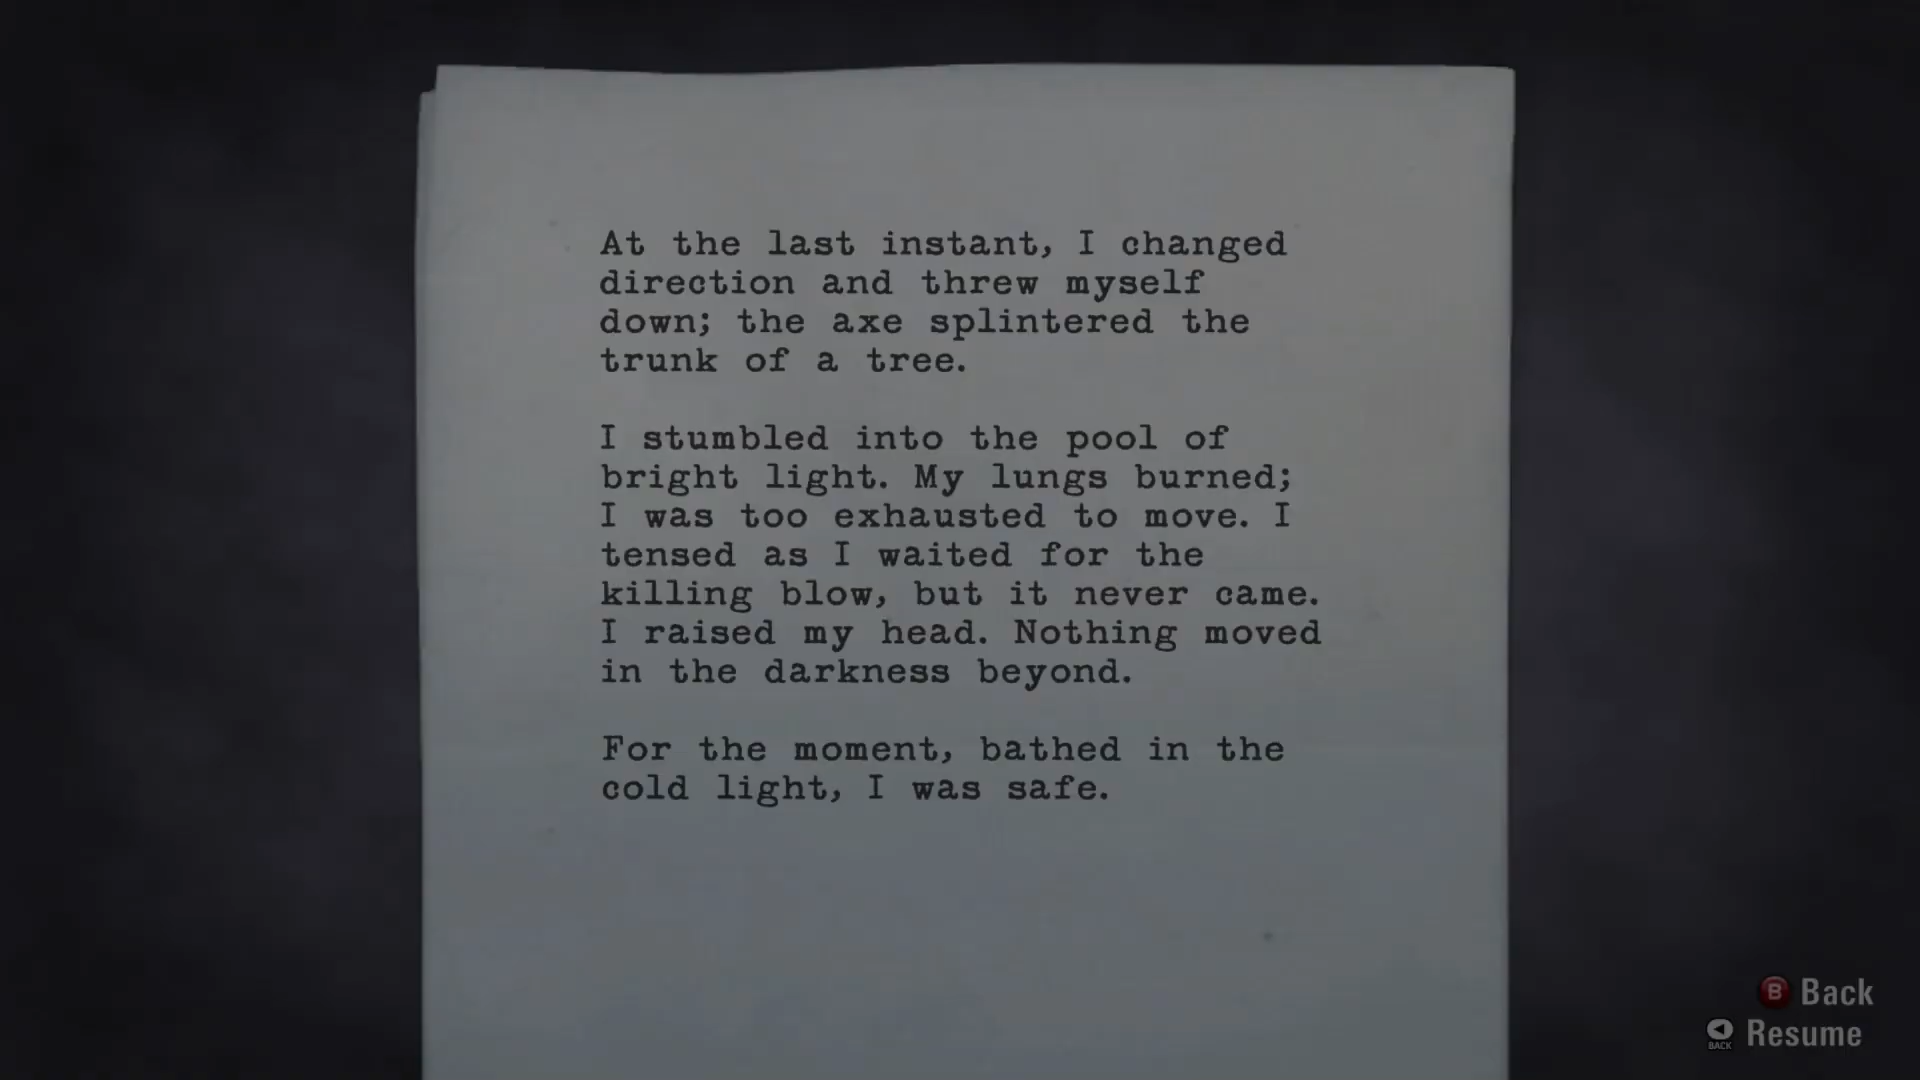 At the last instant, I changed
direction and threw myself
down; the axe splintered the
trunk of a tree.
I stumbled into the pool of
bright light. My lungs burned;
I was too exhausted to move. I
tensed as I waited for the
killing blow, but it never came.
I raised my head. Nothing moved
in the darkness beyond.
For the moment, bathed in the
cold light, I was safe.
B Back
BACK Resume